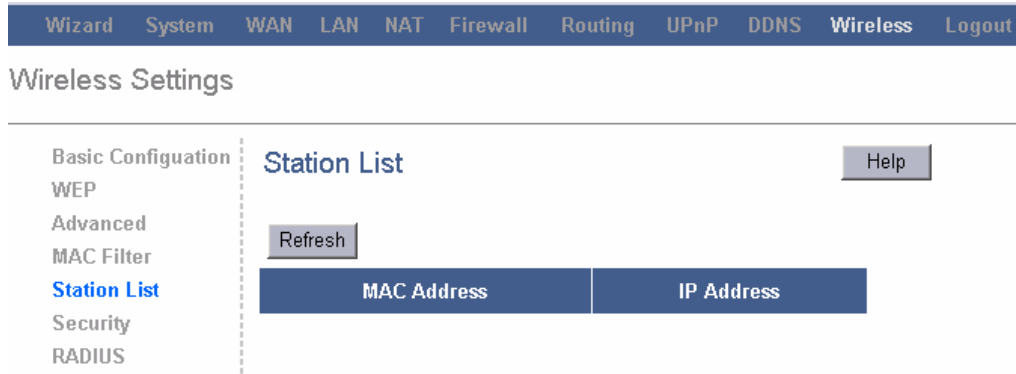 Wizard System WAN LAN NAT Firewall Routing UPnP DDNS Wireless Logout
Wireless Settings
Basic Configuation
WEP
Advanced
MAC Filter
Station List
Security
RADIUS
Station List
Help
Refresh
MAC Address IP Address